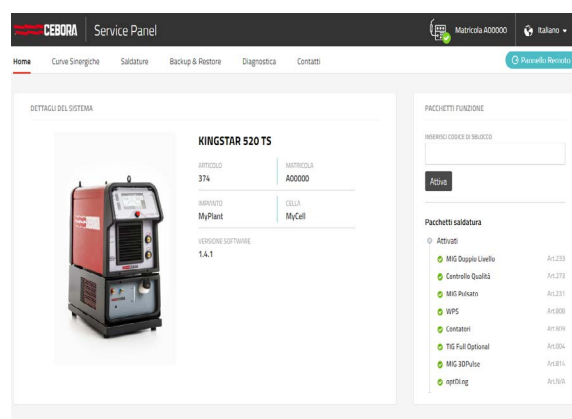 CEBORA Service Panel
Matricola A00000
Italiano
Home Curve Sinergiche Saldature Backup & Restore Diagnostica Contatti
Pannello Remoto
DETTAGLI DEL SISTEMA
KINGSTAR 520 TS
ARTICOLO MATRICOLA
374 A00000
IMPIANTO CELLA
MyPlant MyCell
VERSIONE SOFTWARE
1.4.1
PACCHETTI FUNZIONE
INSERISCI CODICE DI SBLOCCO
Attiva
Pacchetti saldatura
Attivati
MIG Doppio Livello Art.233
Controllo Qualità Art.273
MIG Pulsato Art.231
WPS Art.808
Contatori Art.809
TIG Full Optional Art.804
MIG 3DPulse Art.814
optDLog Art.N/A